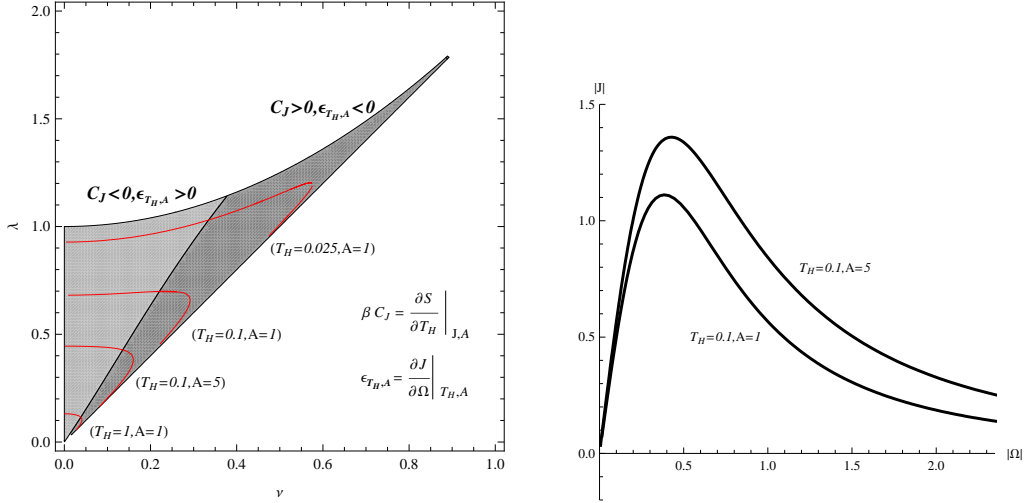 2.0
1.5
1.0
0.5
0.0
λ
0.0
0.2
0.4
0.6
0.8
1.0
ν
C_J>0,ϵ_{T_H,A}<0
C_J<0,ϵ_{T_H,A}>0
(T_H=0.025,A=1)
(T_H=0.1,A=1)
(T_H=0.1,A=5)
(T_H=1,A=1)
β C_J = ∂S/∂T_H |_{J,A}
ϵ_{T_H,A} = ∂J/∂Ω |_{T_H,A}
|J|
1.5
1.0
0.5
0.0
0.5
1.0
1.5
2.0
|Ω|
T_H=0.1,A=5
T_H=0.1,A=1